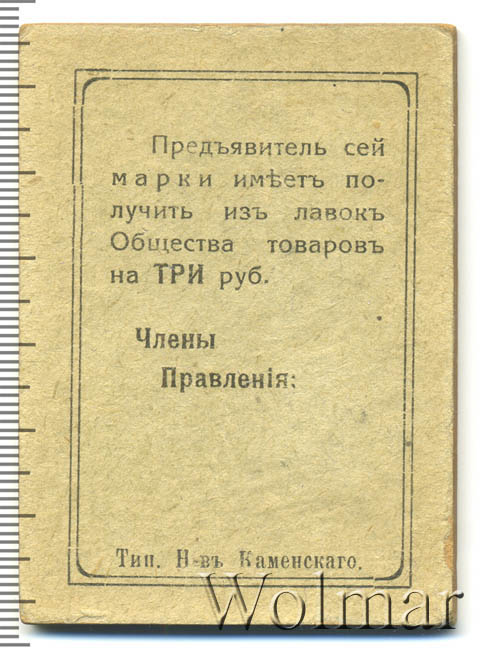 Предъявитель сей
марки имѣетъ по-
лучить изъ лавокъ
Общества товаровъ
на ТРИ руб.
Члены
Правленія:
Тип. Н-въ Каменскаго.
Wolmar